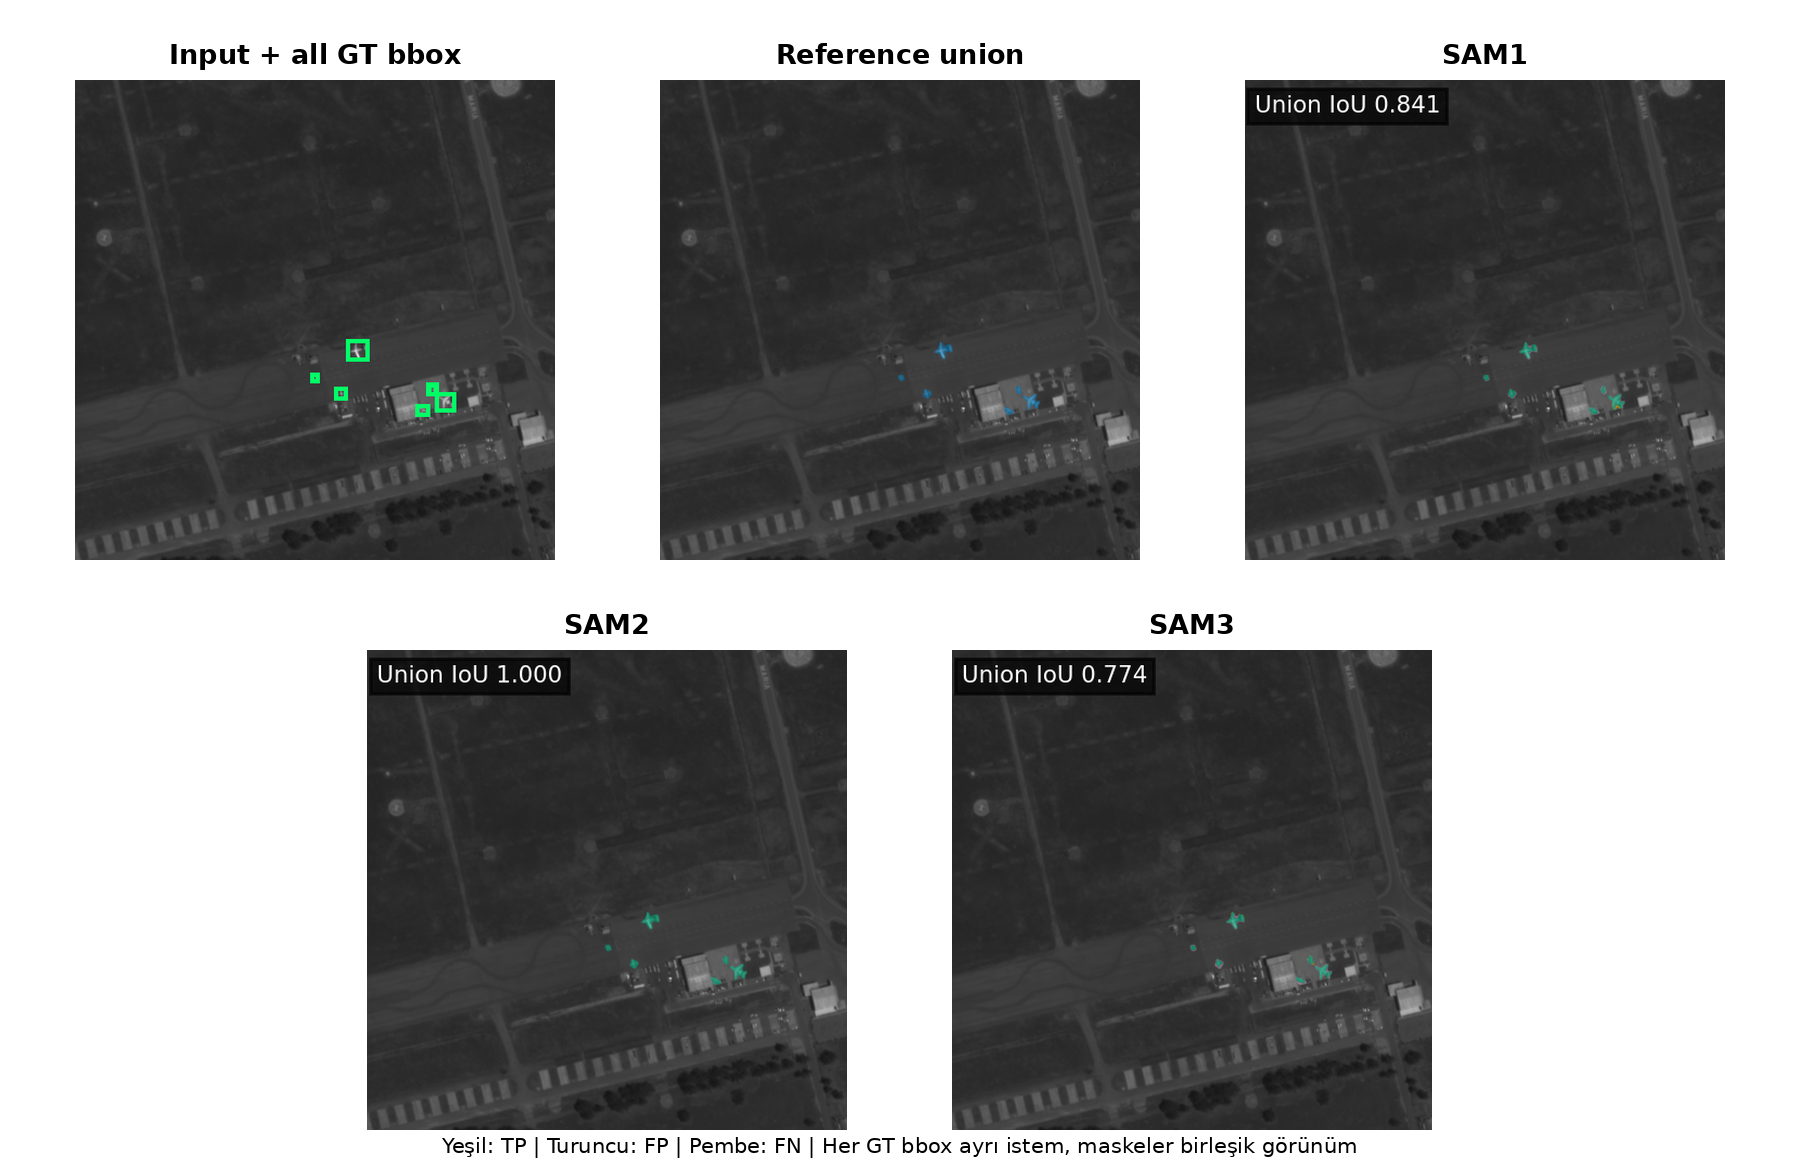 Input + all GT bbox
Reference union
SAM1
Union IoU 0.841
SAM2
SAM3
Union IoU 1.000
Union IoU 0.774
Yeşil: TP | Turuncu: FP | Pembe: FN | Her GT bbox ayrı istem, maskeler birleşik görünüm